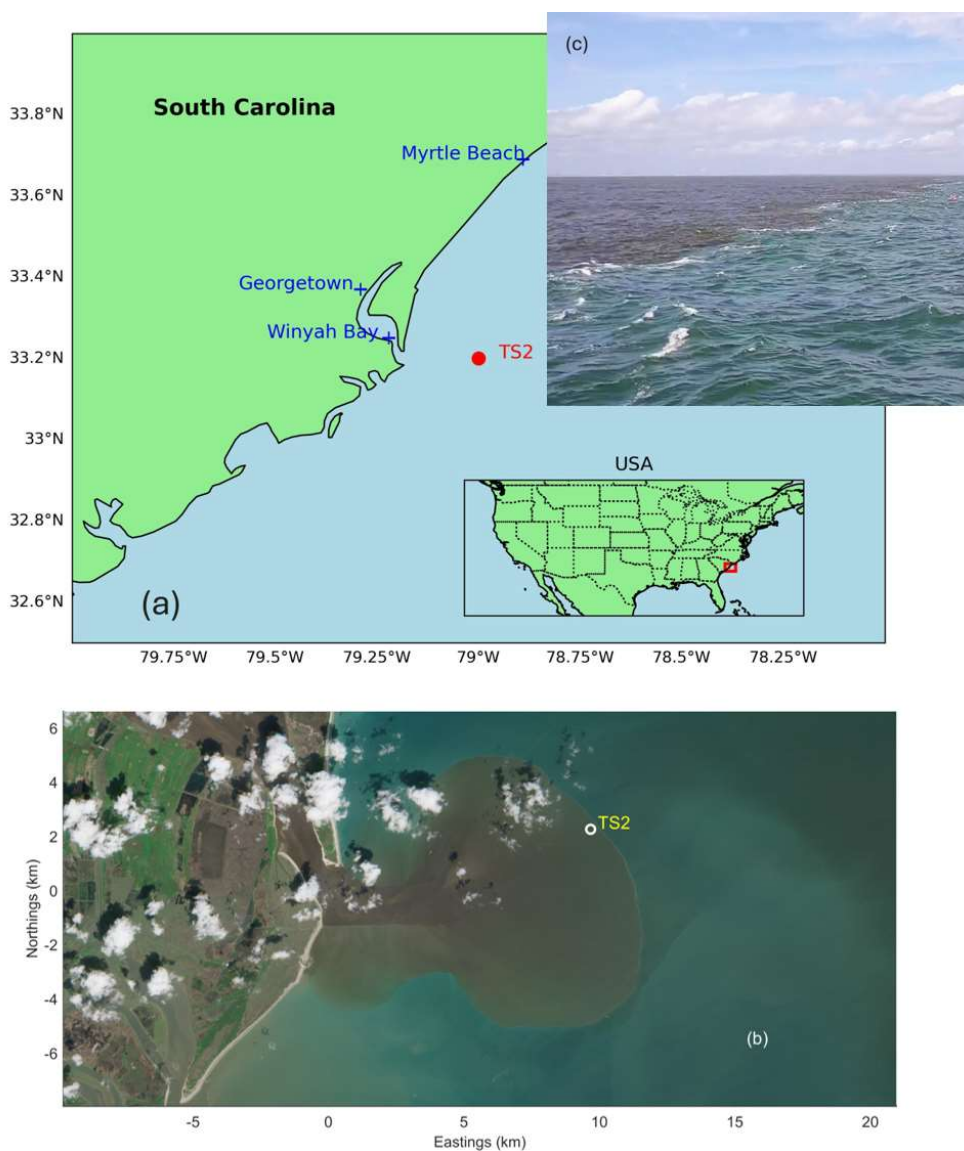 (c)
South Carolina
Myrtle Beach
Georgetown
Winyah Bay
TS2
USA
(a)
33.8°N
33.6°N
33.4°N
33.2°N
33°N
32.8°N
32.6°N
79.75°W 79.5°W 79.25°W 79°W 78.75°W 78.5°W 78.25°W
TS2
(b)
Northings (km)
6
4
2
0
-2
-4
-6
-5 0 5 10 15 20
Eastings (km)